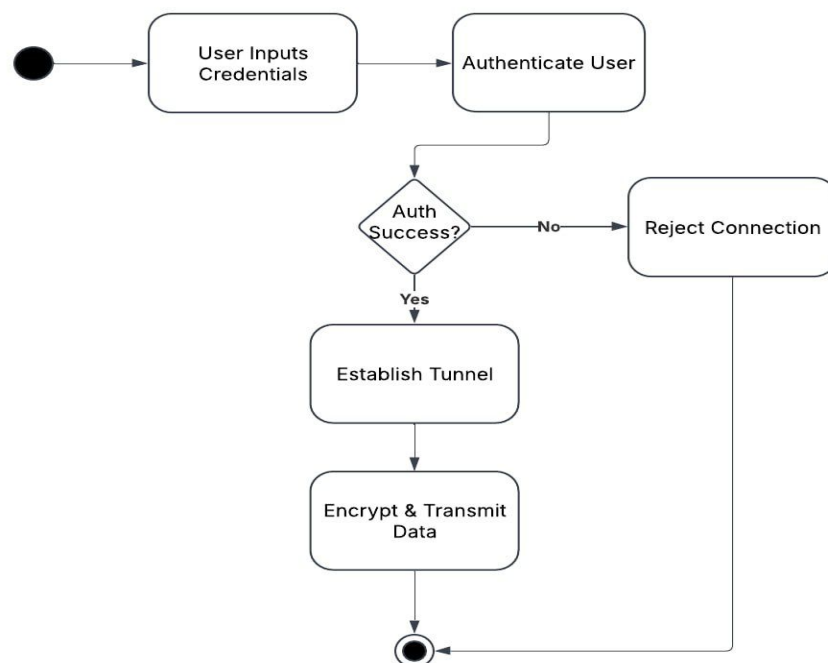 User Inputs
Credentials
Authenticate User
Auth
Success?
No
Reject Connection
Yes
Establish Tunnel
Encrypt & Transmit
Data